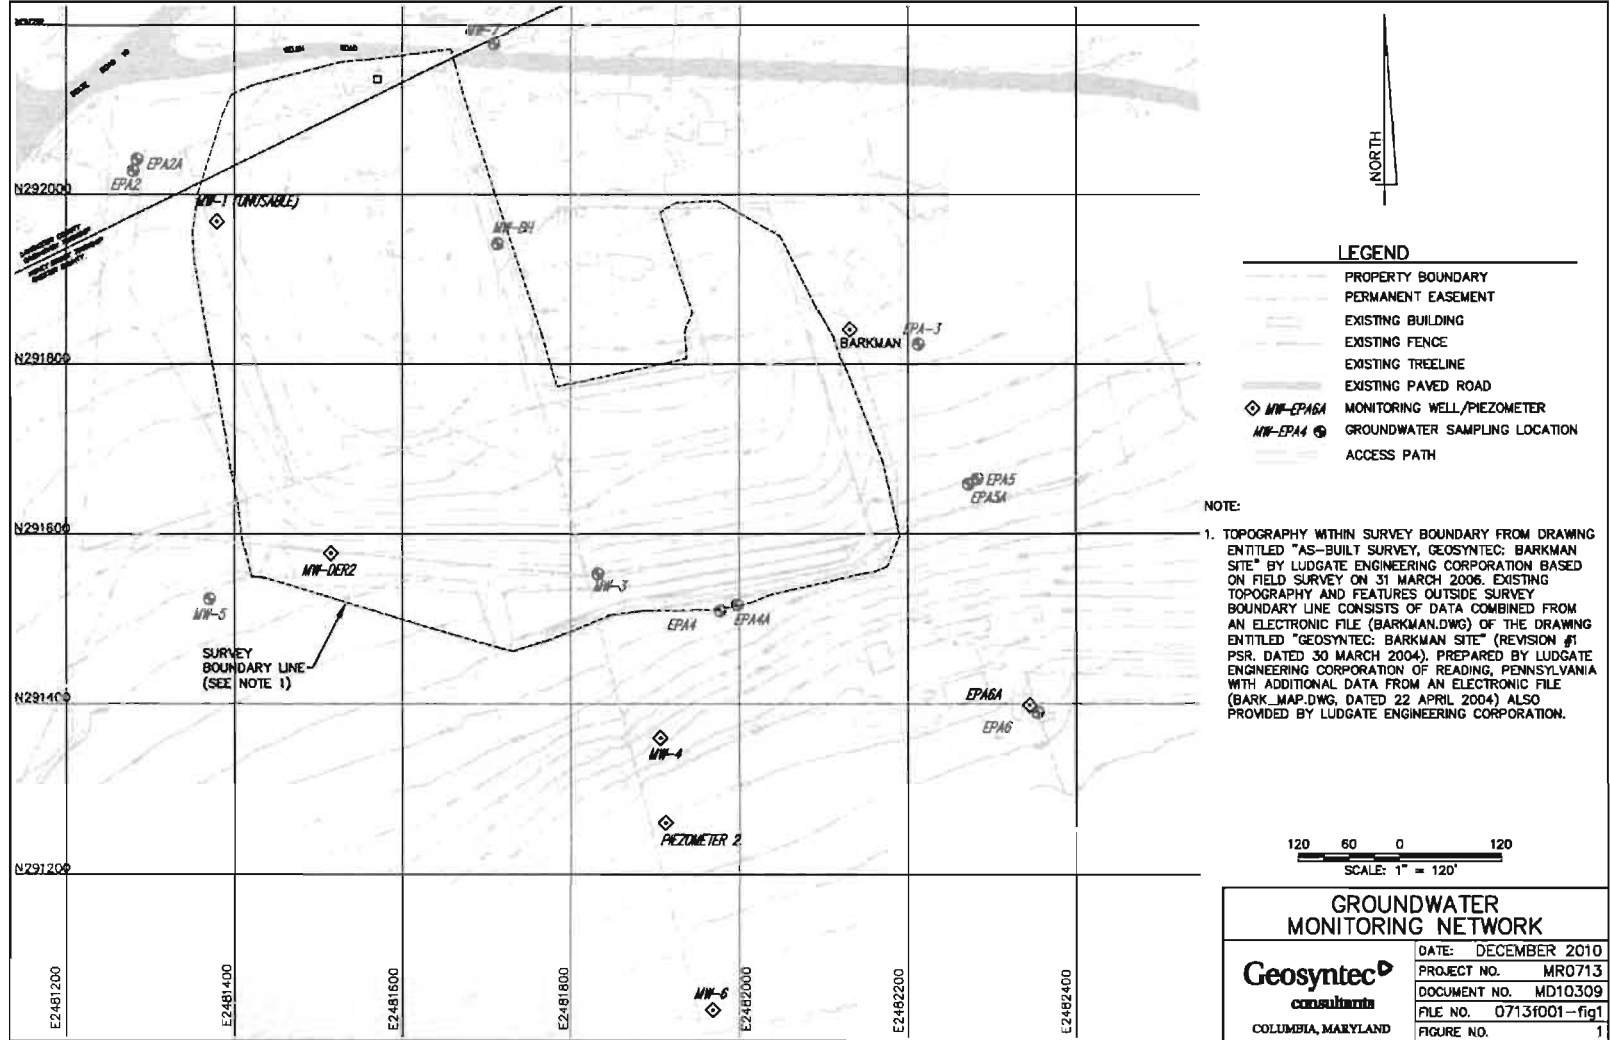 MW-7
EPA2A
EPA2
N292000
MW-1 (UNUSABLE)
MW-BH
BARKMAN
EPA-3
N291800
EPA5
EPA5A
N291600
MW-DER2
MW-3
MW-5
EPA4
EPA4A
SURVEY
BOUNDARY LINE
(SEE NOTE 1)
N291400
EPA6A
EPA6
MW-4
PIEZOMETER 2
N291200
MW-6
E2481200
E2481400
E2481600
E2481800
E2482000
E2482200
E2482400
NORTH
LEGEND
PROPERTY BOUNDARY
PERMANENT EASEMENT
EXISTING BUILDING
EXISTING FENCE
EXISTING TREELINE
EXISTING PAVED ROAD
MW-EPA6A MONITORING WELL/PIEZOMETER
MW-EPA4 GROUNDWATER SAMPLING LOCATION
ACCESS PATH
NOTE:
1. TOPOGRAPHY WITHIN SURVEY BOUNDARY FROM DRAWING
ENTITLED "AS-BUILT SURVEY, GEOSYNTEC: BARKMAN
SITE" BY LUDGATE ENGINEERING CORPORATION BASED
ON FIELD SURVEY ON 31 MARCH 2006. EXISTING
TOPOGRAPHY AND FEATURES OUTSIDE SURVEY
BOUNDARY LINE CONSISTS OF DATA COMBINED FROM
AN ELECTRONIC FILE (BARKMAN.DWG) OF THE DRAWING
ENTITLED "GEOSYNTEC: BARKMAN SITE" (REVISION #1
PSR, DATED 30 MARCH 2004), PREPARED BY LUDGATE
ENGINEERING CORPORATION OF READING, PENNSYLVANIA
WITH ADDITIONAL DATA FROM AN ELECTRONIC FILE
(BARK_MAP.DWG, DATED 22 APRIL 2004) ALSO
PROVIDED BY LUDGATE ENGINEERING CORPORATION.
120 60 0 120
SCALE: 1" = 120'
GROUNDWATER
MONITORING NETWORK
Geosyntec
consultants
COLUMBIA, MARYLAND
DATE: DECEMBER 2010
PROJECT NO. MR0713
DOCUMENT NO. MD10309
FILE NO. 0713f001-fig1
FIGURE NO. 1